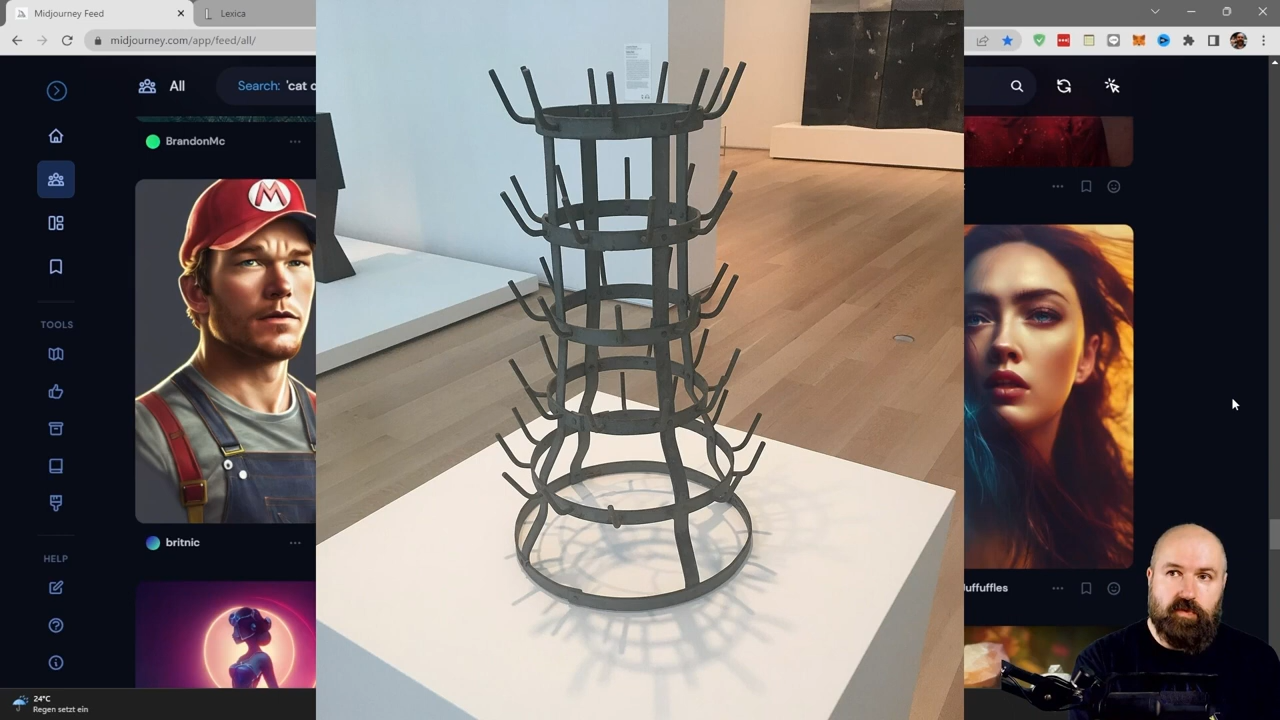 Midjourney Feed
Lexica
midjourney.com/app/feed/all/
All
Search: 'cat o
BrandonMc
M
TOOLS
britnic
HELP
luffuffles
24°C
Regen setzt ein